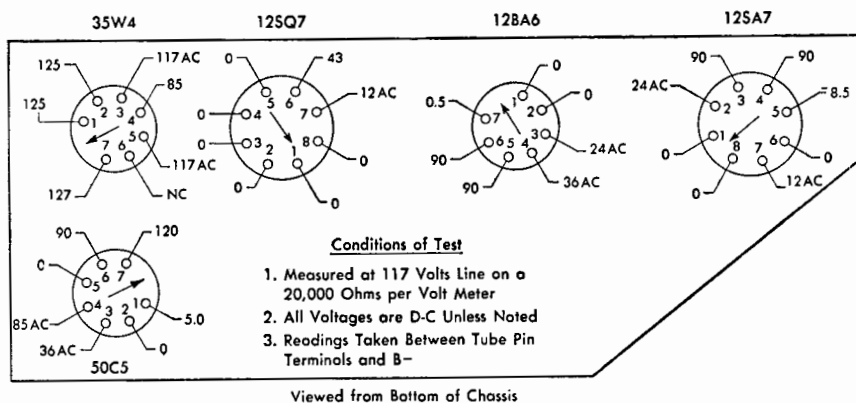 35W4 12SQ7 12BA6 12SA7
125 117AC 85 125 117AC 127 NC
1 2 3 4 5 6 7
0 43 0 12AC 0 0 0 0
5 6 4 7 3 8 2 1
0 0 0.5 24AC 90 90 36AC
1 2 7 3 6 5 4
90 90 24AC -8.5 0 0 0 12AC
3 4 2 5 1 6 8 7
90 120 0 5.0 85AC 36AC 0
6 7 5 1 4 3 2
50C5
Conditions of Test
1. Measured at 117 Volts Line on a
20,000 Ohms per Volt Meter
2. All Voltages are D-C Unless Noted
3. Readings Taken Between Tube Pin
Terminals and B–
Viewed from Bottom of Chassis